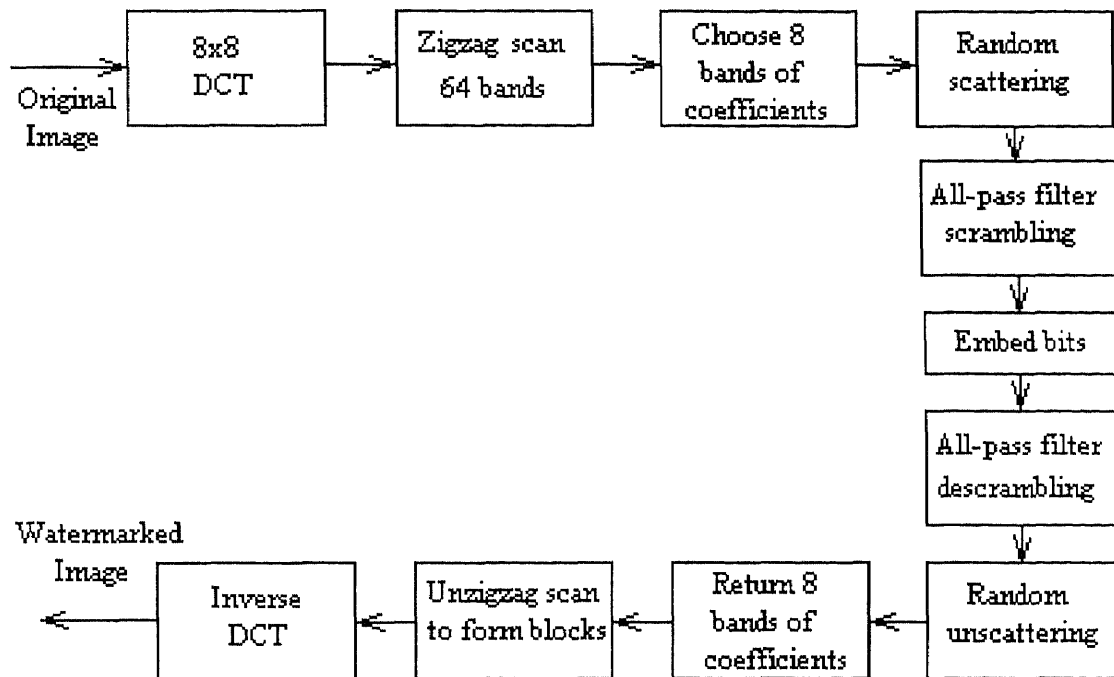 Original
Image
8x8
DCT
Zigzag scan
64 bands
Choose 8
bands of
coefficients
Random
scattering
All-pass filter
scrambling
Embed bits
All-pass filter
descrambling
Random
unscattering
Return 8
bands of
coefficients
Unzigzag scan
to form blocks
Inverse
DCT
Watermarked
Image